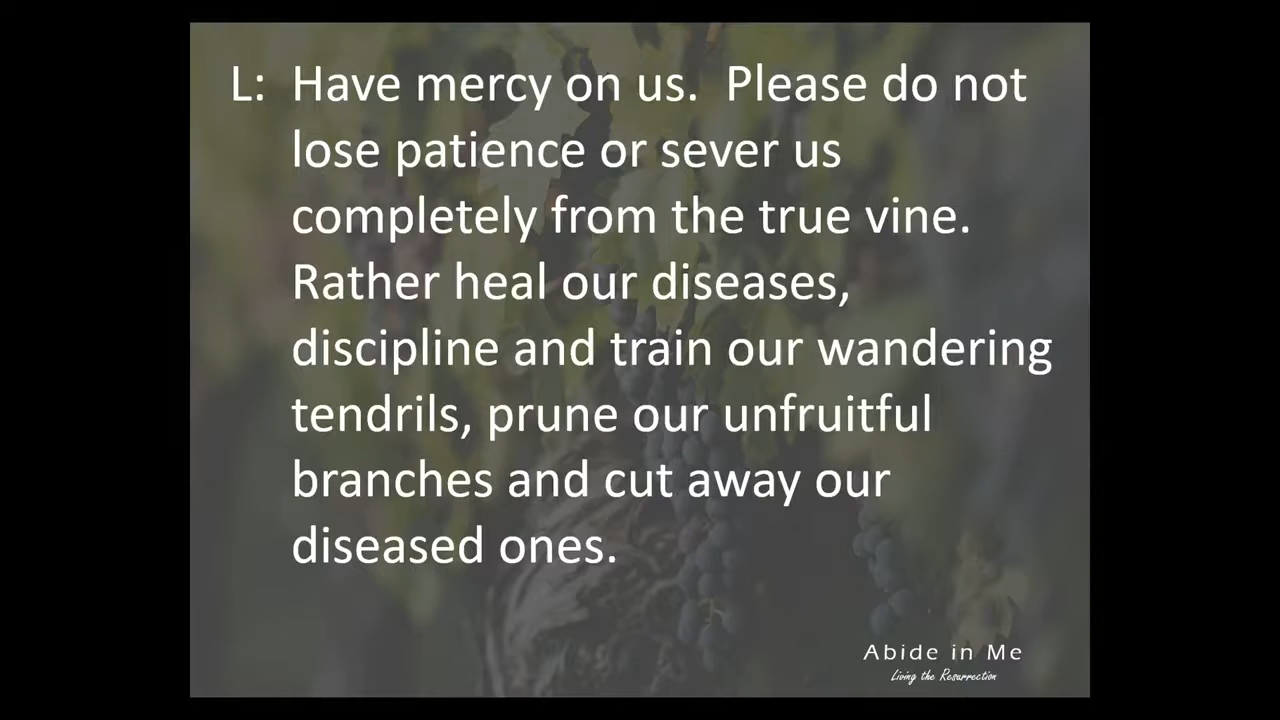 L: Have mercy on us. Please do not
lose patience or sever us
completely from the true vine.
Rather heal our diseases,
discipline and train our wandering
tendrils, prune our unfruitful
branches and cut away our
diseased ones.
Abide in Me
Living the Resurrection